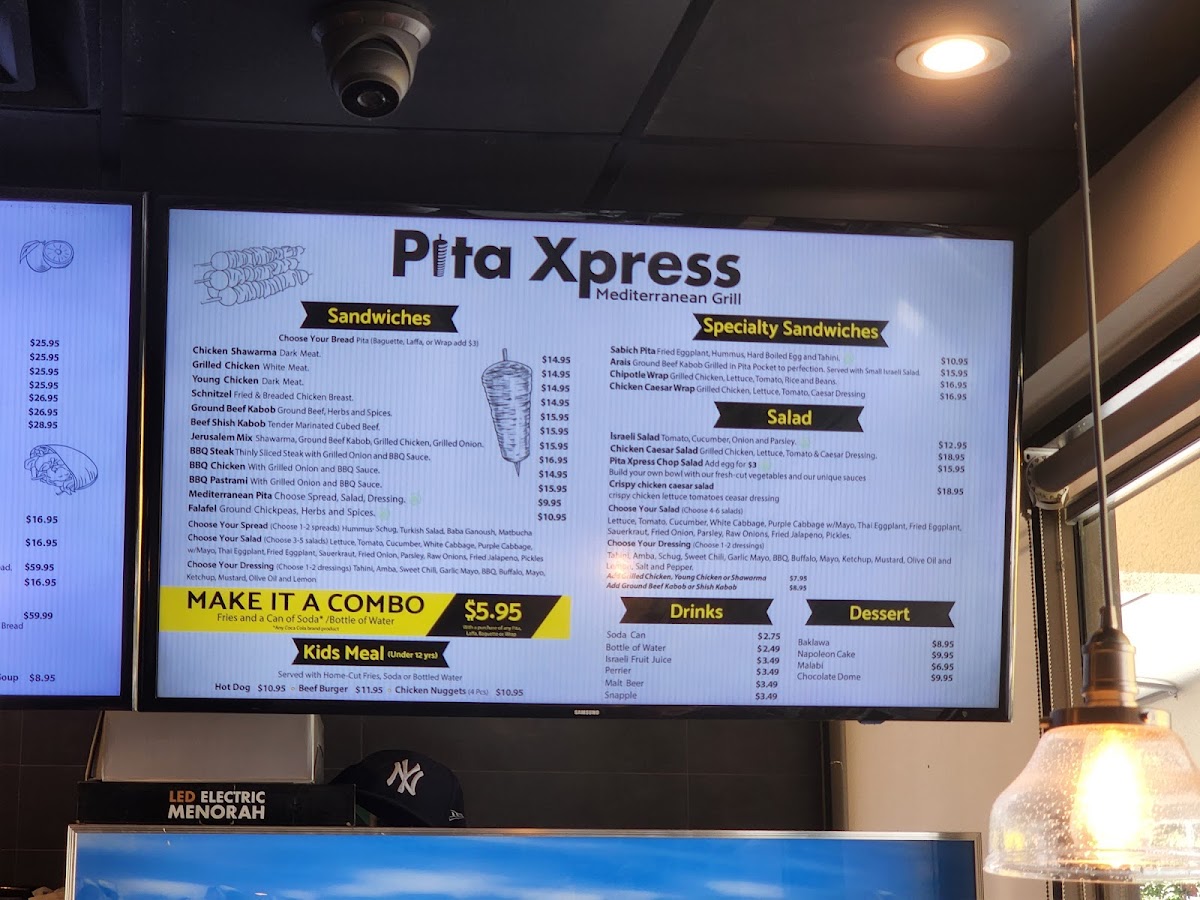 $25.95
$25.95
$25.95
$25.95
$26.95
$26.95
$28.95
$16.95
$16.95
$59.95
$16.95
$59.99
Bread
Soup $8.95
Pita Xpress
Mediterranean Grill
Sandwiches
Choose Your Bread Pita (Baguette, Laffa, or Wrap add $3)
Chicken Shawarma Dark Meat. $14.95
Grilled Chicken White Meat. $14.95
Young Chicken Dark Meat. $14.95
Schnitzel Fried & Breaded Chicken Breast. $14.95
Ground Beef Kabob Ground Beef, Herbs and Spices. $15.95
Beef Shish Kabob Tender Marinated Cubed Beef. $15.95
Jerusalem Mix Shawarma, Ground Beef Kabob, Grilled Chicken, Grilled Onion. $15.95
BBQ Steak Thinly Sliced Steak with Grilled Onion and BBQ Sauce. $16.95
BBQ Chicken With Grilled Onion and BBQ Sauce. $14.95
BBQ Pastrami With Grilled Onion and BBQ Sauce. $15.95
Mediterranean Pita Choose Spread, Salad, Dressing. $9.95
Falafel Ground Chickpeas, Herbs and Spices. $10.95
Choose Your Spread (Choose 1-2 spreads) Hummus- Schug, Turkish Salad, Baba Ganoush, Matbucha
Choose Your Salad (Choose 3-5 salads) Lettuce, Tomato, Cucumber, White Cabbage, Purple Cabbage,
w/Mayo, Thai Eggplant, Fried Eggplant, Sauerkraut, Fried Onion, Parsley, Raw Onions, Fried Jalapeno, Pickles
Choose Your Dressing (Choose 1-2 dressings) Tahini, Amba, Sweet Chili, Garlic Mayo, BBQ, Buffalo, Mayo,
Ketchup, Mustard, Olive Oil and Lemon
MAKE IT A COMBO
Fries and a Can of Soda* /Bottle of Water
*Any Coca-Cola brand product
$5.95
With a purchase of any Pita,
Laffa, Baguette or Wrap
Kids Meal (Under 12 yrs)
Served with Home-Cut Fries, Soda or Bottled Water
Hot Dog $10.95 Beef Burger $11.95 Chicken Nuggets (4 Pcs) $10.95
Specialty Sandwiches
Sabich Pita Fried Eggplant, Hummus, Hard Boiled Egg and Tahini. $10.95
Arais Ground Beef Kabob Grilled in Pita Pocket to perfection. Served with Small Israeli Salad. $15.95
Chipotle Wrap Grilled Chicken, Lettuce, Tomato, Rice and Beans. $16.95
Chicken Caesar Wrap Grilled Chicken, Lettuce, Tomato, Caesar Dressing $16.95
Salad
Israeli Salad Tomato, Cucumber, Onion and Parsley. $12.95
Chicken Caesar Salad Grilled Chicken, Lettuce, Tomato & Caesar Dressing. $18.95
Pita Xpress Chop Salad Add egg for $3 $15.95
Build your own bowl with our fresh-cut vegetables and our unique sauces
Crispy chicken caesar salad $18.95
crispy chicken lettuce tomatoes ceasar dressing
Choose Your Salad (Choose 4-6 salads)
Lettuce, Tomato, Cucumber, White Cabbage, Purple Cabbage w/Mayo, Thai Eggplant, Fried Eggplant,
Sauerkraut, Fried Onion, Parsley, Raw Onions, Fried Jalapeno, Pickles.
Choose Your Dressing (Choose 1-2 dressings)
Tahini, Amba, Schug, Sweet Chili, Garlic Mayo, BBQ, Buffalo, Mayo, Ketchup, Mustard, Olive Oil and
Lemon, Salt and Pepper.
Add Grilled Chicken, Young Chicken or Shawarma $7.95
Add Ground Beef Kabob or Shish Kabob $8.95
Drinks
Soda Can $2.75
Bottle of Water $2.49
Israeli Fruit Juice $3.49
Perrier $3.49
Malt Beer $3.49
Snapple $3.49
Dessert
Baklawa $8.95
Napoleon Cake $9.95
Malabi $6.95
Chocolate Dome $9.95
SAMSUNG
LED ELECTRIC
MENORAH
NY